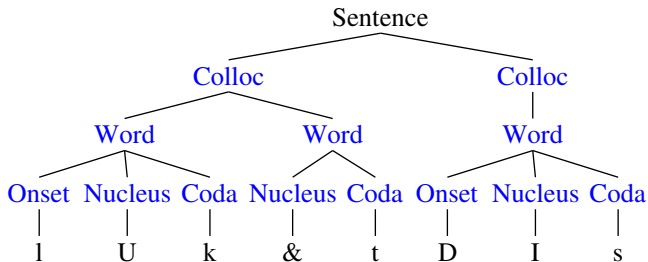 Sentence
Colloc Colloc
Word Word Word
Onset Nucleus Coda Nucleus Coda Onset Nucleus Coda
l U k & t D I s